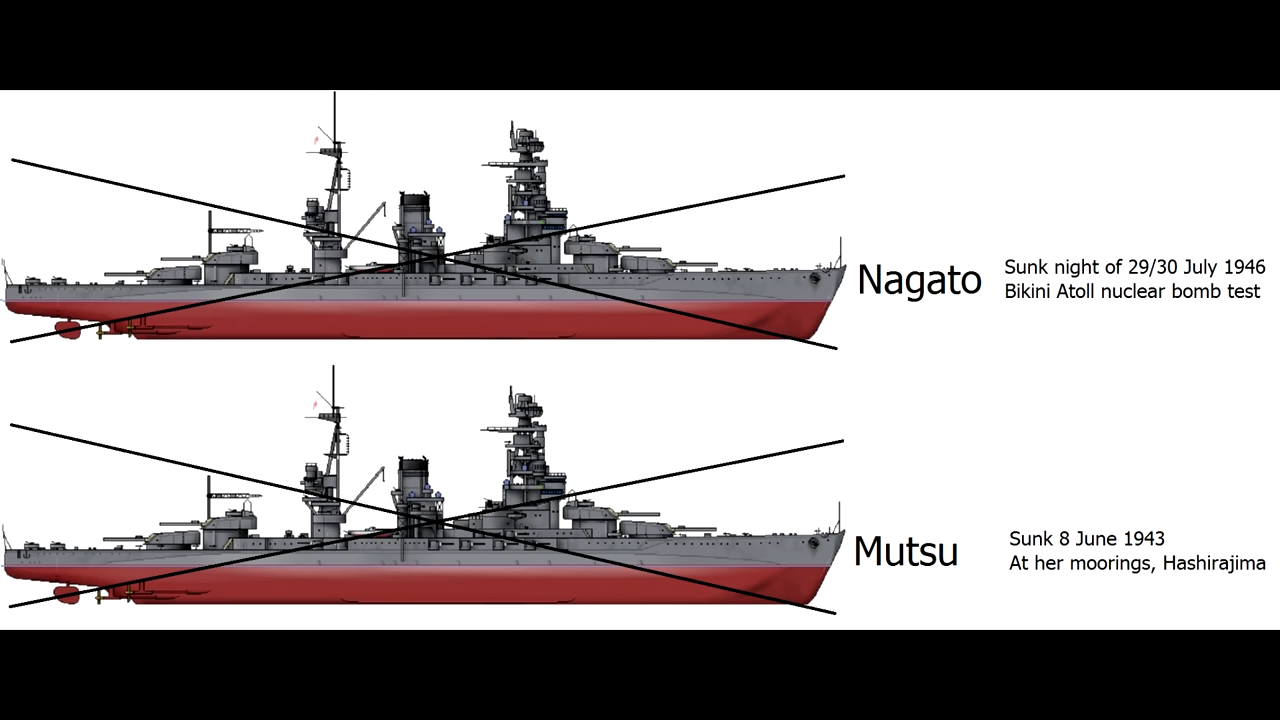 Nagato
Sunk night of 29/30 July 1946
Bikini Atoll nuclear bomb test
Mutsu
Sunk 8 June 1943
At her moorings, Hashirajima